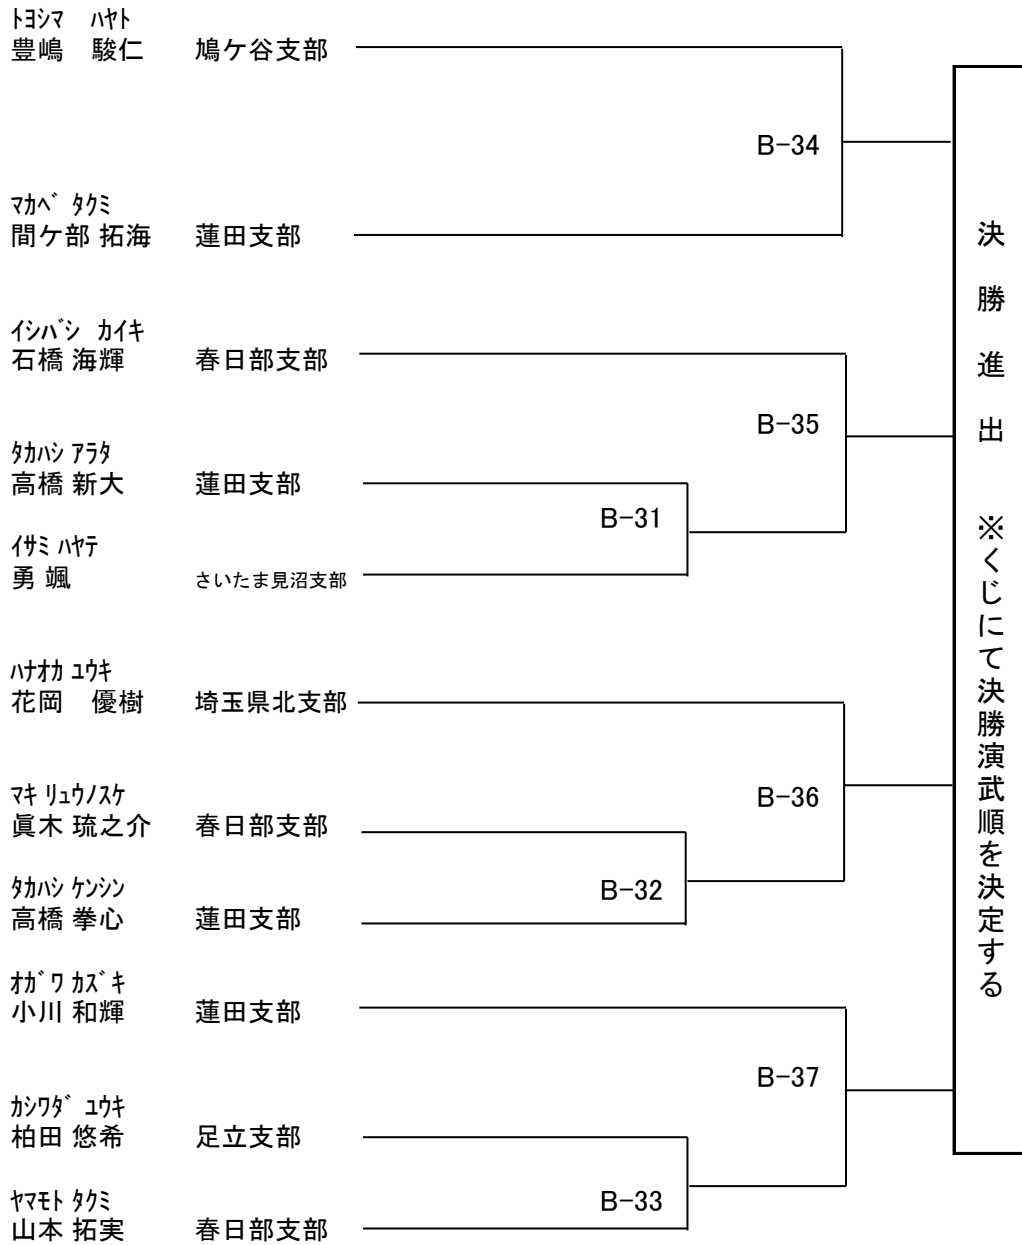 ﾄﾖｼﾏ　ﾊﾔﾄ
豊嶋　駿仁　鳩ケ谷支部
B-34
ﾏｶﾍﾞ ﾀｸﾐ
間ケ部 拓海　蓮田支部
ｲｼﾊﾞｼ ｶｲｷ
石橋 海輝　春日部支部
B-35
ﾀｶﾊｼ ｱﾗﾀ
高橋 新大　蓮田支部
B-31
ｲｻﾐ ﾊﾔﾃ
勇 颯　さいたま見沼支部
ﾊﾅｵｶ ﾕｳｷ
花岡　優樹　埼玉県北支部
B-36
ﾏｷ ﾘｭｳﾉｽｹ
眞木 琉之介　春日部支部
B-32
ﾀｶﾊｼ ｹﾝｼﾝ
高橋 拳心　蓮田支部
ｵｶﾞﾜ ｶｽﾞｷ
小川 和輝　蓮田支部
B-37
ｶｼﾜﾀﾞ ﾕｳｷ
柏田 悠希　足立支部
B-33
ﾔﾏﾓﾄ ﾀｸﾐ
山本 拓実　春日部支部
決勝進出　※くじにて決勝演武順を決定する